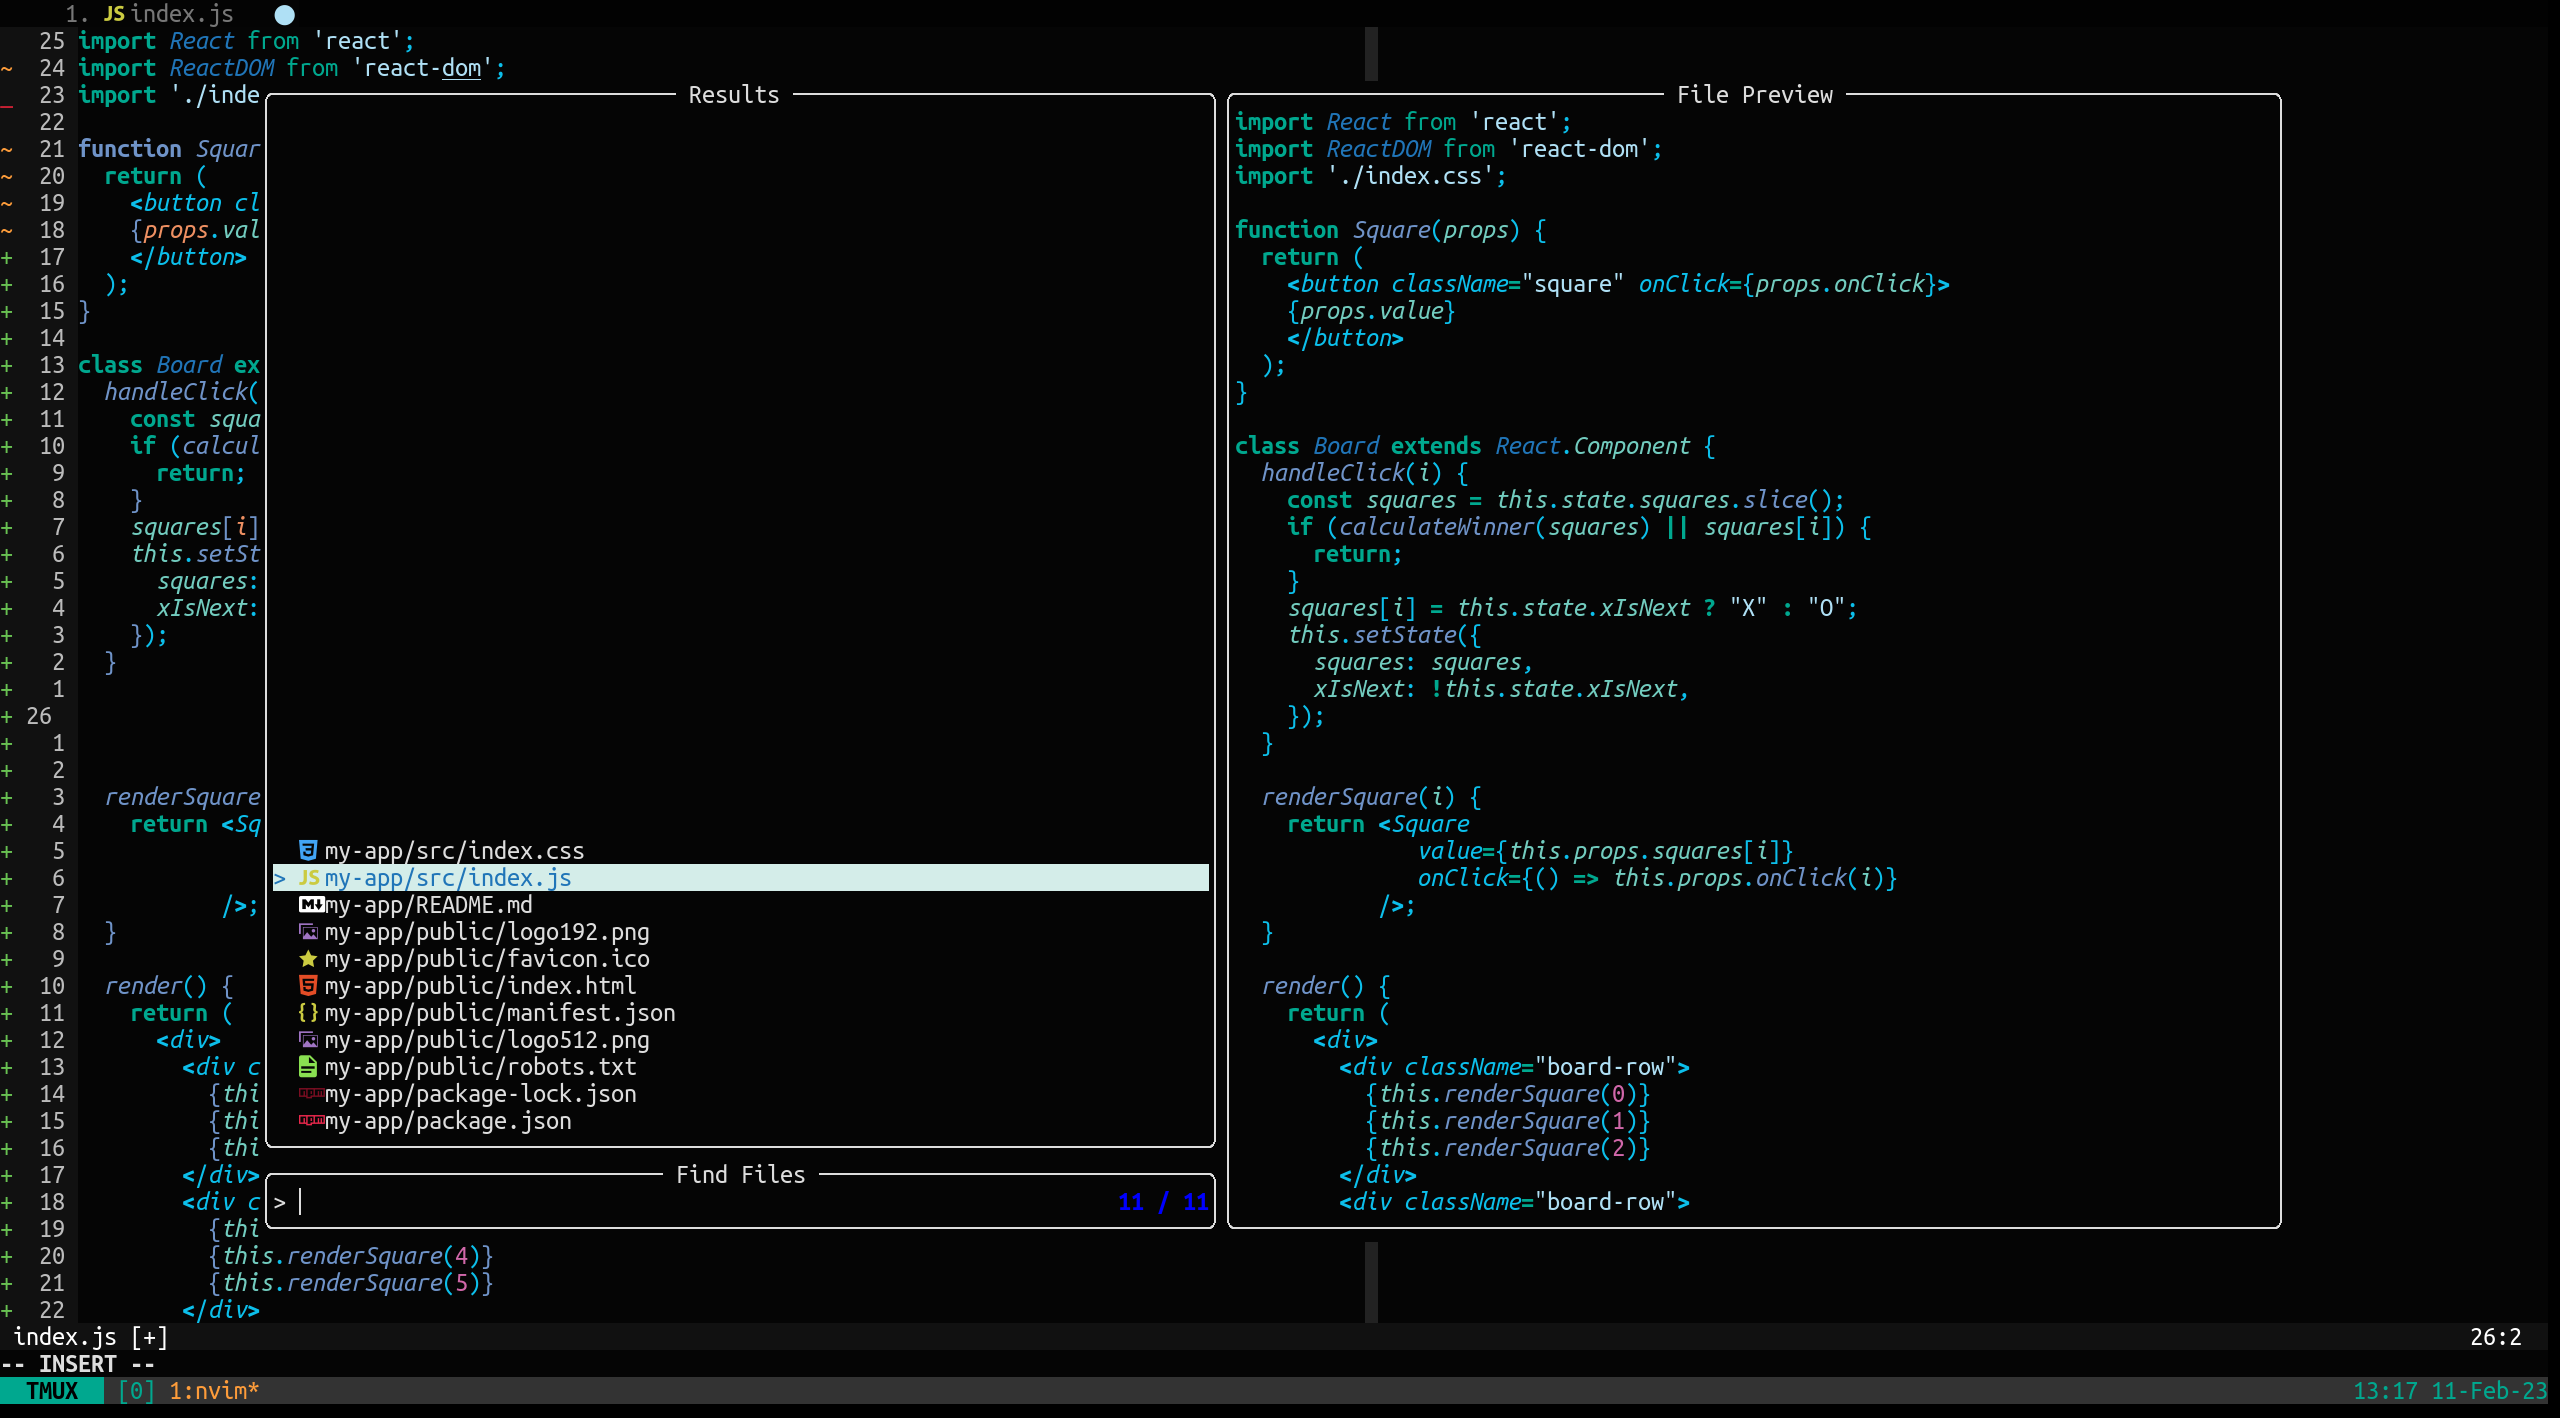 1. JS index.js
25 import React from 'react';
~ 24 import ReactDOM from 'react-dom';
_ 23 import './inde
22
~ 21 function Squar
~ 20 return (
~ 19 <button cl
~ 18 {props.val
+ 17 </button>
+ 16 );
+ 15 }
+ 14
+ 13 class Board ex
+ 12 handleClick(
+ 11 const squa
+ 10 if (calcul
+ 9 return;
+ 8 }
+ 7 squares[i]
+ 6 this.setSt
+ 5 squares:
+ 4 xIsNext:
+ 3 });
+ 2 }
+ 1
+ 26
+ 1
+ 2
+ 3 renderSquare
+ 4 return <Sq
+ 5
+ 6
+ 7 />;
+ 8 }
+ 9
+ 10 render() {
+ 11 return (
+ 12 <div>
+ 13 <div c
+ 14 {thi
+ 15 {thi
+ 16 {thi
+ 17 </div>
+ 18 <div c
+ 19 {thi
+ 20 {this.renderSquare(4)}
+ 21 {this.renderSquare(5)}
+ 22 </div>
Results
my-app/src/index.css
> JS my-app/src/index.js
M my-app/README.md
my-app/public/logo192.png
my-app/public/favicon.ico
my-app/public/index.html
{} my-app/public/manifest.json
my-app/public/logo512.png
my-app/public/robots.txt
npm my-app/package-lock.json
npm my-app/package.json
Find Files
> 11 / 11
File Preview
import React from 'react';
import ReactDOM from 'react-dom';
import './index.css';
function Square(props) {
return (
<button className="square" onClick={props.onClick}>
{props.value}
</button>
);
}
class Board extends React.Component {
handleClick(i) {
const squares = this.state.squares.slice();
if (calculateWinner(squares) || squares[i]) {
return;
}
squares[i] = this.state.xIsNext ? "X" : "O";
this.setState({
squares: squares,
xIsNext: !this.state.xIsNext,
});
}
renderSquare(i) {
return <Square
value={this.props.squares[i]}
onClick={() => this.props.onClick(i)}
/>;
}
render() {
return (
<div>
<div className="board-row">
{this.renderSquare(0)}
{this.renderSquare(1)}
{this.renderSquare(2)}
</div>
<div className="board-row">
index.js [+] 26:2
-- INSERT --
TMUX [0] 1:nvim* 13:17 11-Feb-23